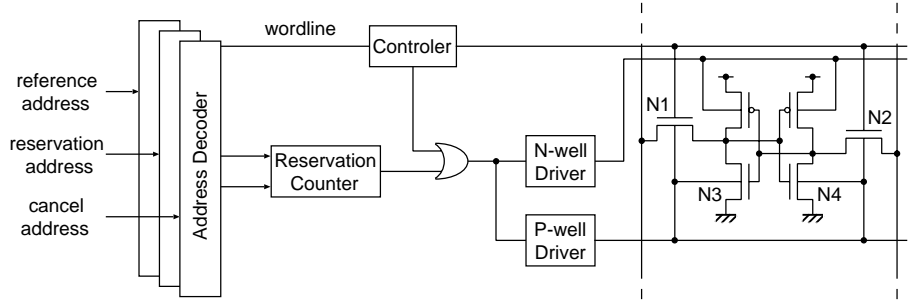 wordline
Controler
reference
address
reservation
address
cancel
address
Address Decoder
Reservation
Counter
N-well
Driver
P-well
Driver
N1
N2
N3
N4